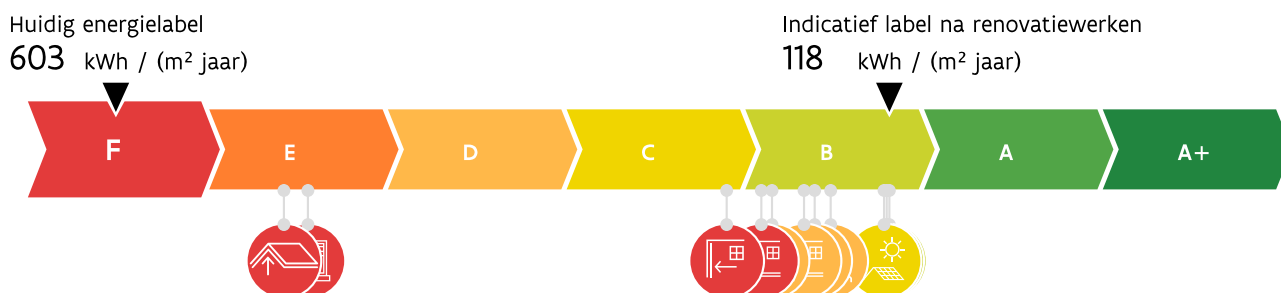 Huidig energielabel
603 kWh / (m² jaar)
Indicatief label na renovatiewerken
118 kWh / (m² jaar)
F E D C B A A+